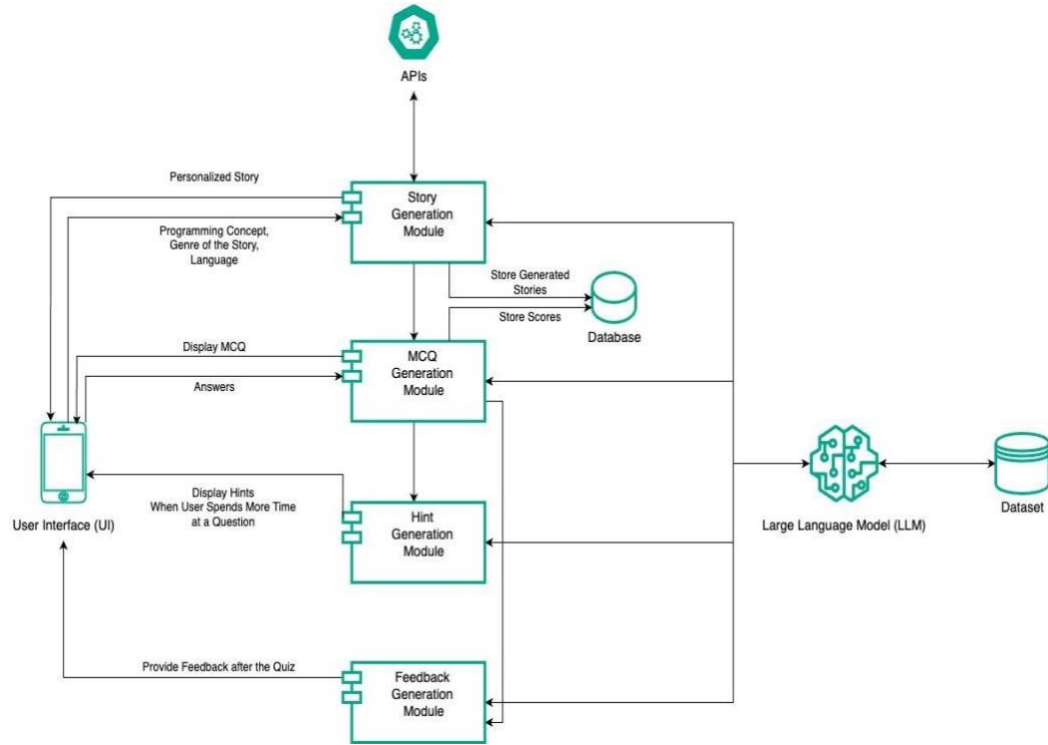 APIs
Personalized Story
Story
Generation
Module
Programming Concept,
Genre of the Story,
Language
Store Generated
Stories
Store Scores
Database
Display MCQ
MCQ
Generation
Module
Answers
User Interface (UI)
Display Hints
When User Spends More Time
at a Question
Hint
Generation
Module
Large Language Model (LLM)
Dataset
Provide Feedback after the Quiz
Feedback
Generation
Module